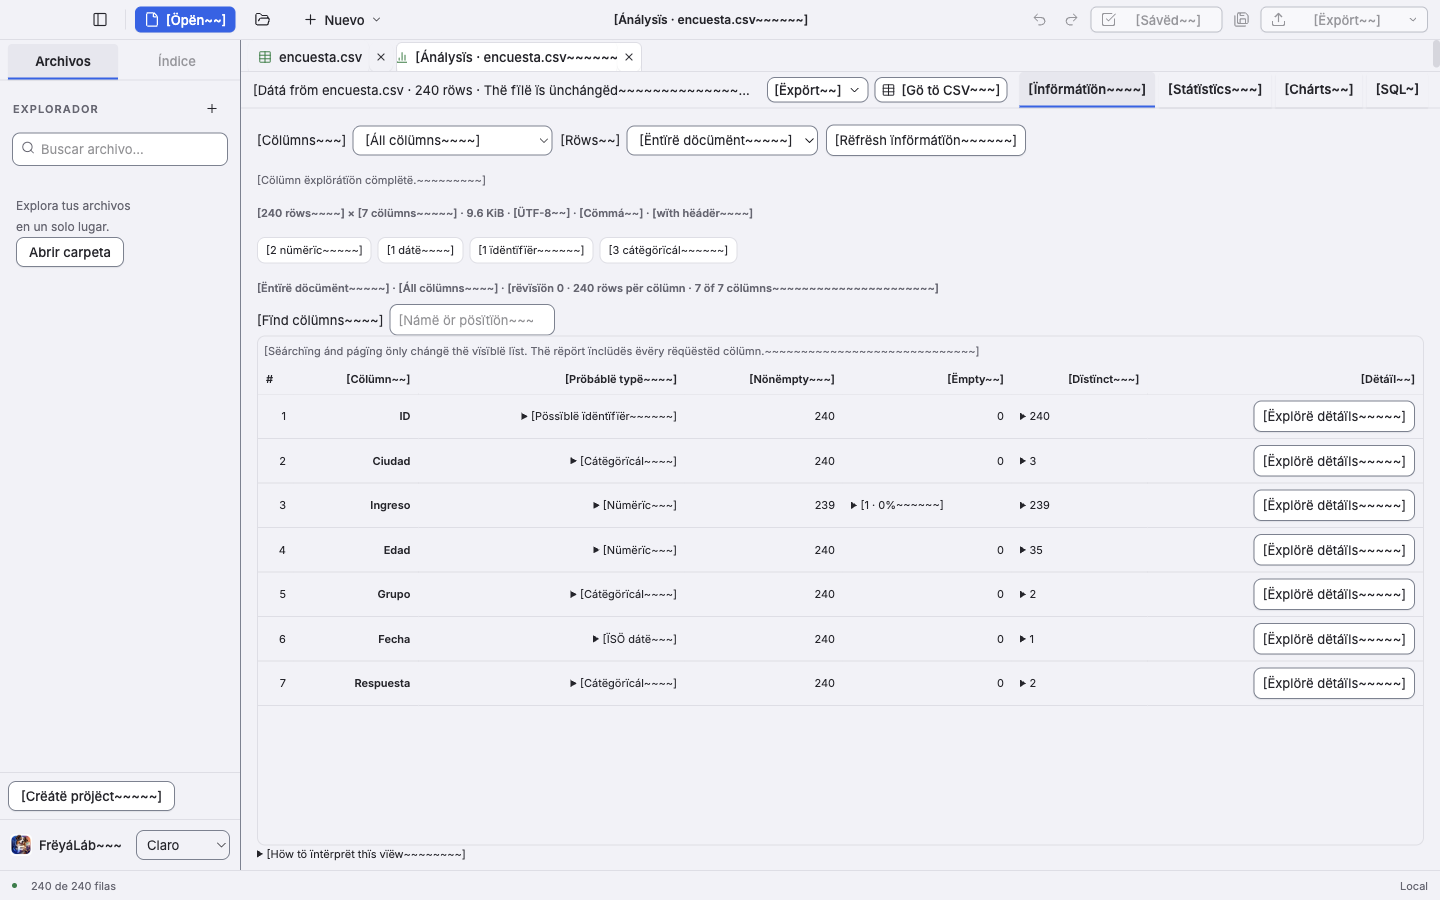 [Öpën~~]
Nuevo
[Ánálysïs · encuesta.csv~~~~~~]
[Sávëd~~]
[Ëxpört~~]
Archivos
Índice
encuesta.csv
[Ánálysïs · encuesta.csv~~~~~~
[Dátá fröm encuesta.csv · 240 röws · Thë fïlë ïs ünchángëd~~~~~~~~~~~~~~...
[Ëxpört~~]
[Gö tö CSV~~~]
[Ïnförmátïön~~~~]
[Státïstïcs~~~]
[Chárts~~]
[SQL~]
EXPLORADOR
Buscar archivo...
Explora tus archivos
en un solo lugar.
Abrir carpeta
[Cölümns~~~]
[Áll cölümns~~~~]
[Röws~~]
[Ëntïrë döcümënt~~~~~]
[Rëfrësh ïnförmátïön~~~~~~]
[Cölümn ëxplörátïön cömplëtë.~~~~~~~~~]
[240 röws~~~~] × [7 cölümns~~~~~] · 9.6 KiB · [ÜTF-8~~] · [Cömmá~~] · [wïth hëádër~~~~]
[2 nümërïc~~~~~]
[1 dátë~~~~]
[1 ïdëntïfïër~~~~~~]
[3 cátëgörïcál~~~~~~]
[Ëntïrë döcümënt~~~~~] · [Áll cölümns~~~~] · [rëvïsïön 0 · 240 röws për cölümn · 7 öf 7 cölümns~~~~~~~~~~~~~~~~~~~~~~]
[Fïnd cölümns~~~~]
[Námë ör pösïtïön~~~
[Sëárchïng ánd págïng önly chángë thë vïsïblë lïst. Thë rëpört ïnclüdës ëvëry rëqüëstëd cölümn.~~~~~~~~~~~~~~~~~~~~~~~~~~~~~]
# [Cölümn~~] [Pröbáblë typë~~~~] [Nönëmpty~~~] [Ëmpty~~] [Dïstïnct~~~] [Dëtáïl~~]
1 ID [Pössïblë ïdëntïfïër~~~~~~] 240 0 240 [Ëxplörë dëtáïls~~~~~]
2 Ciudad [Cátëgörïcál~~~~] 240 0 3 [Ëxplörë dëtáïls~~~~~]
3 Ingreso [Nümërïc~~~] 239 [1 · 0%~~~~~~] 239 [Ëxplörë dëtáïls~~~~~]
4 Edad [Nümërïc~~~] 240 0 35 [Ëxplörë dëtáïls~~~~~]
5 Grupo [Cátëgörïcál~~~~] 240 0 2 [Ëxplörë dëtáïls~~~~~]
6 Fecha [ÏSÖ dátë~~~] 240 0 1 [Ëxplörë dëtáïls~~~~~]
7 Respuesta [Cátëgörïcál~~~~] 240 0 2 [Ëxplörë dëtáïls~~~~~]
[Crëátë pröjëct~~~~~]
FrëyáLáb~~~
Claro
[Höw tö ïntërprët thïs vïëw~~~~~~~~]
240 de 240 filas
Local